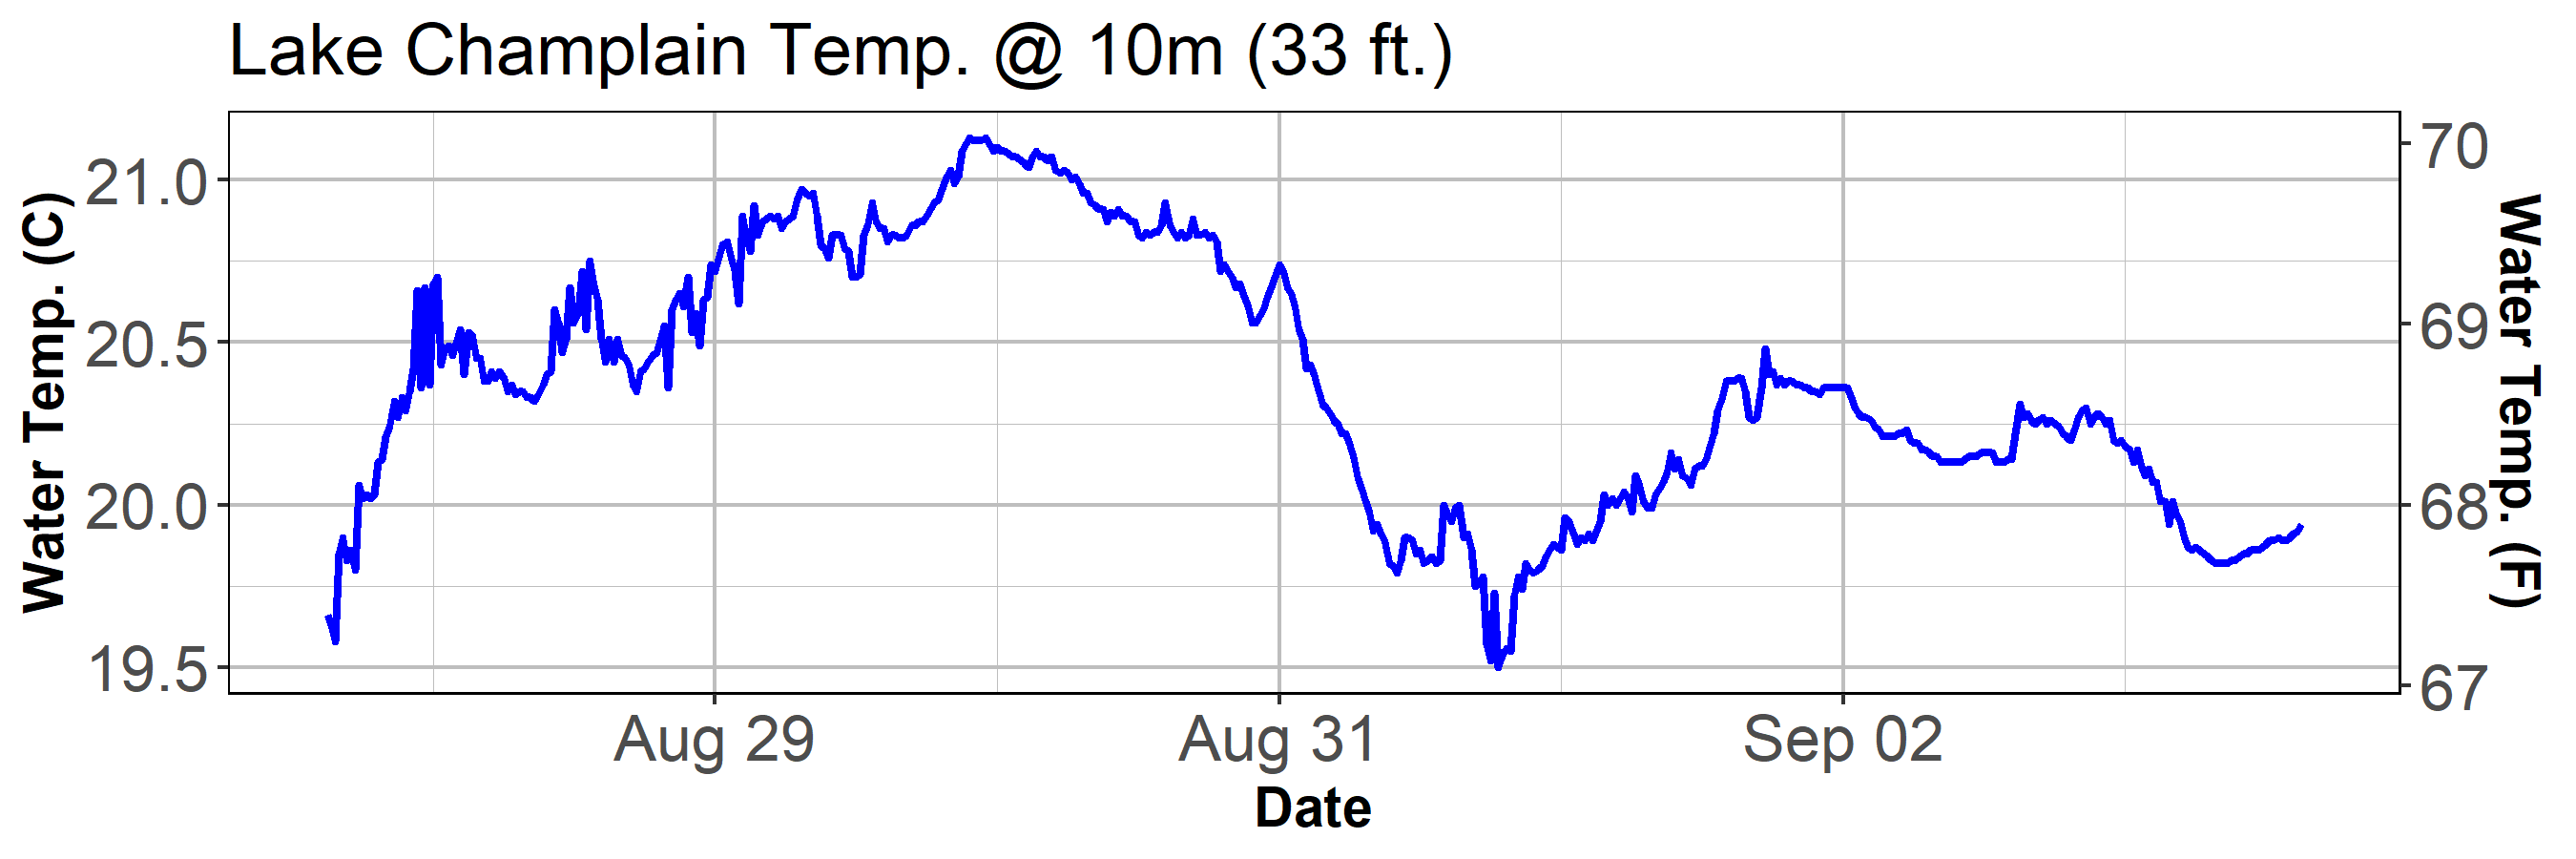 Lake Champlain Temp. @ 10m (33 ft.)
Water Temp. (C)
21.0
20.5
20.0
19.5
70
69
68
67
Water Temp. (F)
Aug 29
Aug 31
Sep 02
Date